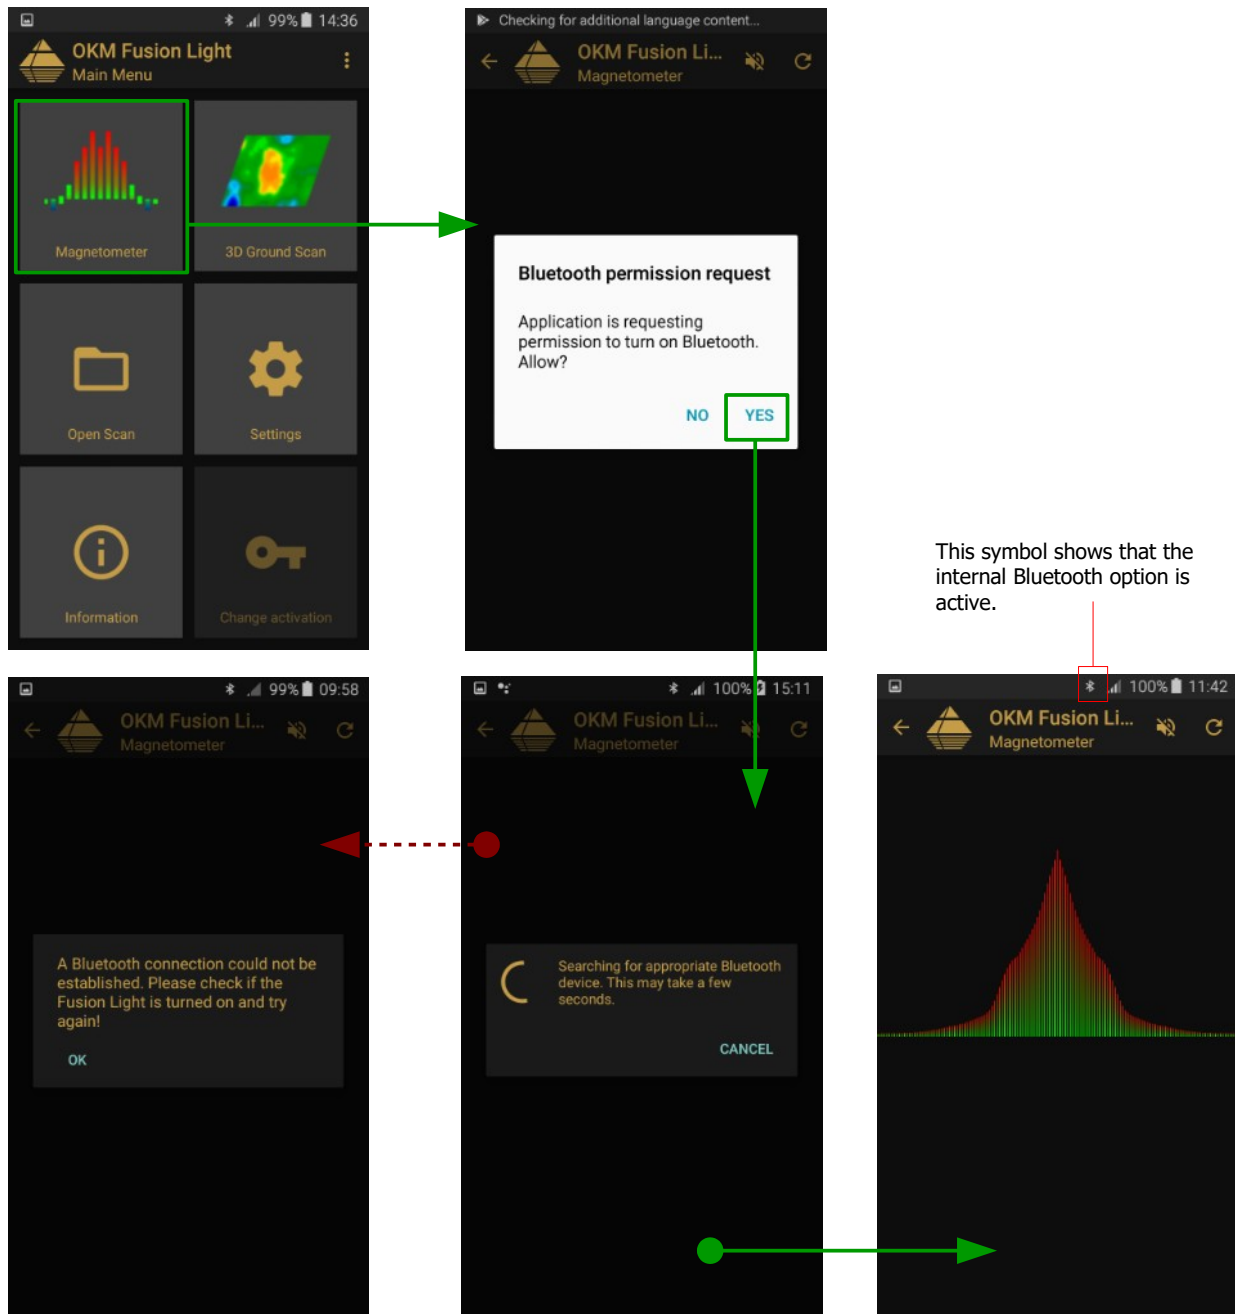 99% 14:36
OKM Fusion Light
Main Menu
Magnetometer
3D Ground Scan
Open Scan
Settings
Information
Change activation
Checking for additional language content...
OKM Fusion Li...
Magnetometer
Bluetooth permission request
Application is requesting
permission to turn on Bluetooth.
Allow?
NO YES
This symbol shows that the
internal Bluetooth option is
active.
99% 09:58
OKM Fusion Li...
Magnetometer
A Bluetooth connection could not be
established. Please check if the
Fusion Light is turned on and try
again!
OK
100% 15:11
OKM Fusion Li...
Magnetometer
Searching for appropriate Bluetooth
device. This may take a few
seconds.
CANCEL
100% 11:42
OKM Fusion Li...
Magnetometer